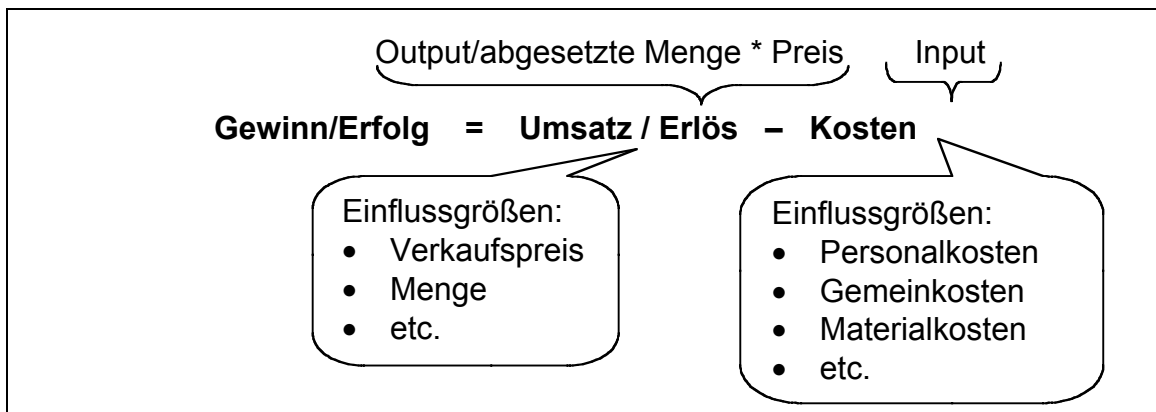 Output/abgesetzte Menge * Preis Input
Gewinn/Erfolg = Umsatz / Erlös – Kosten
Einflussgrößen:
• Verkaufspreis
• Menge
• etc.
Einflussgrößen:
• Personalkosten
• Gemeinkosten
• Materialkosten
• etc.